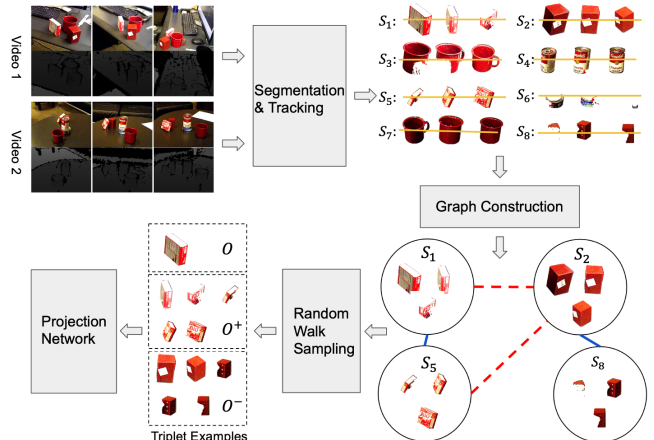 Video 1
Video 2
Segmentation
& Tracking
S₁:
S₂:
S₃:
S₄:
S₅:
S₆:
S₇:
S₈:
Graph Construction
S₁
S₂
S₅
S₈
Random
Walk
Sampling
O
O⁺
O⁻
Triplet Examples
Projection
Network